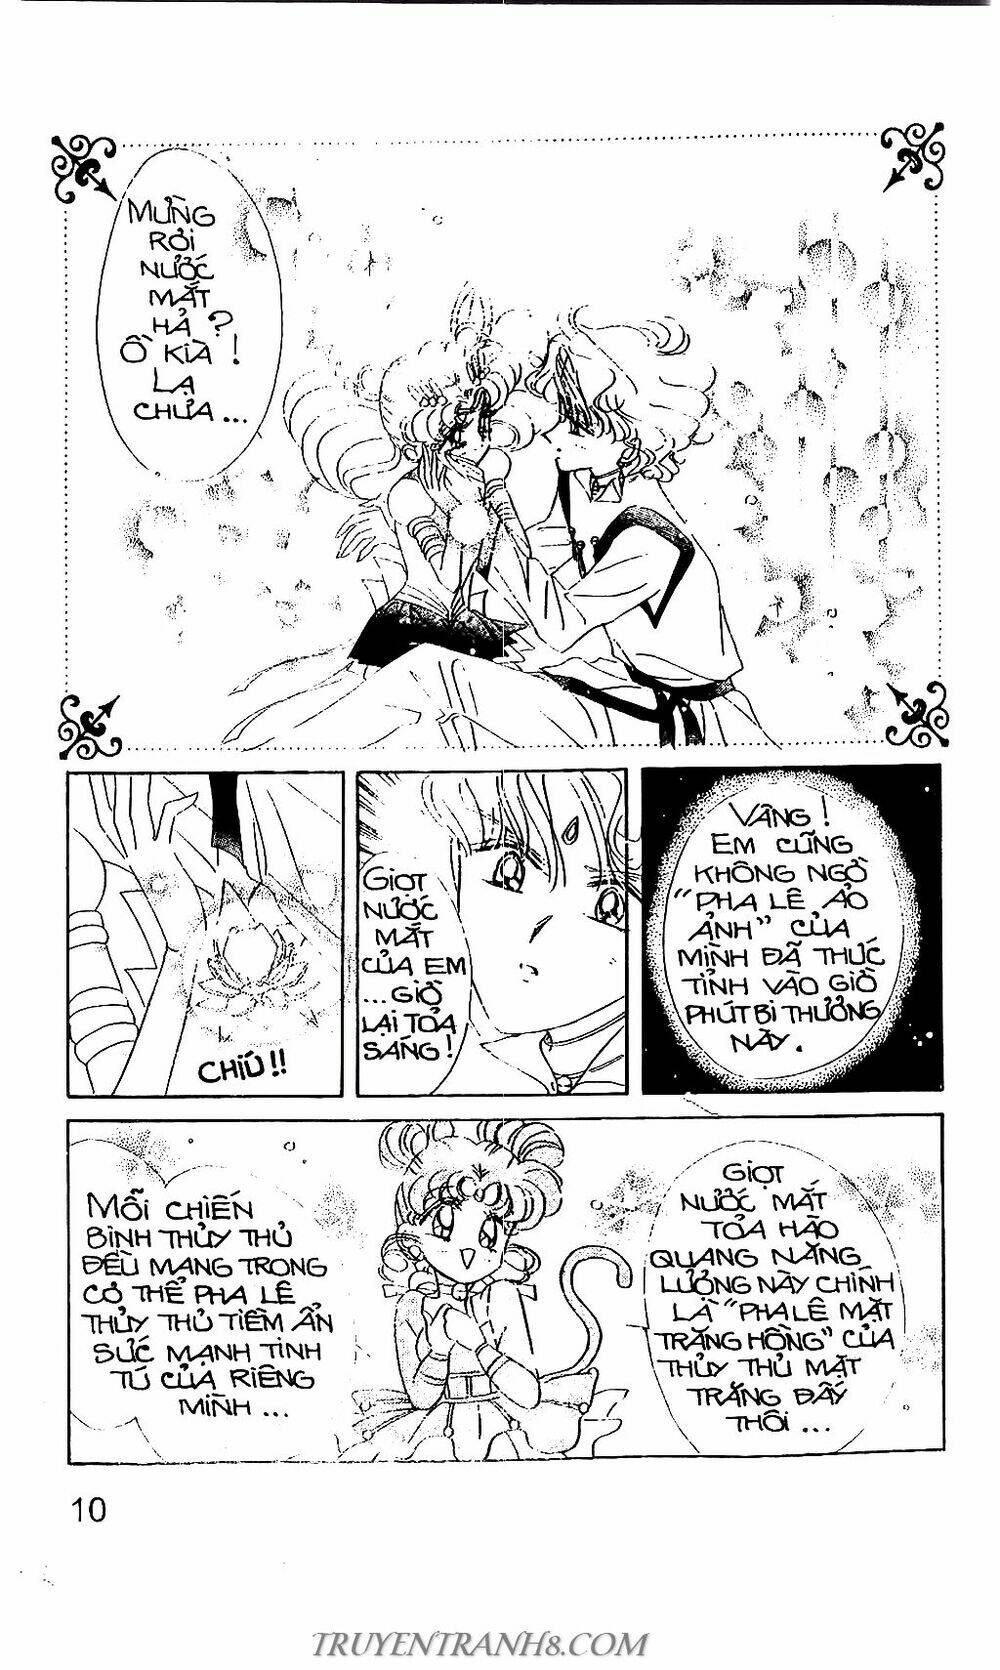 MỪNG
RƠI
NƯỚC
MẮT
HẢ ?
Ồ KÌA !
LẠ
CHƯA ...
CHÍU !!
GIỌT
NƯỚC
MẮT
CỦA EM
... GIỜ
LẠI TỎA
SÁNG !
VÂNG !
EM CŨNG
KHÔNG NGỜ
"PHA LÊ ẢO
ẢNH" CỦA
MÌNH ĐÃ THỨC
TỈNH VÀO GIỜ
PHÚT BI THƯƠNG
NÀY.
MỖI CHIẾN
BINH THỦY THỦ
ĐỀU MANG TRONG
CƠ THỂ PHA LÊ
THỦY THỦ TIỀM ẨN
SỨC MẠNH TINH
TÚ CỦA RIÊNG
MÌNH ...
GIỌT
NƯỚC MẮT
TỎA HÀO
QUANG NĂNG
LƯỢNG NÀY CHÍNH
LÀ "PHA LÊ MẶT
TRĂNG HỒNG" CỦA
THỦY THỦ MẶT
TRĂNG ĐẤY
THÔI ...
10
TRUYENTRANH8.COM